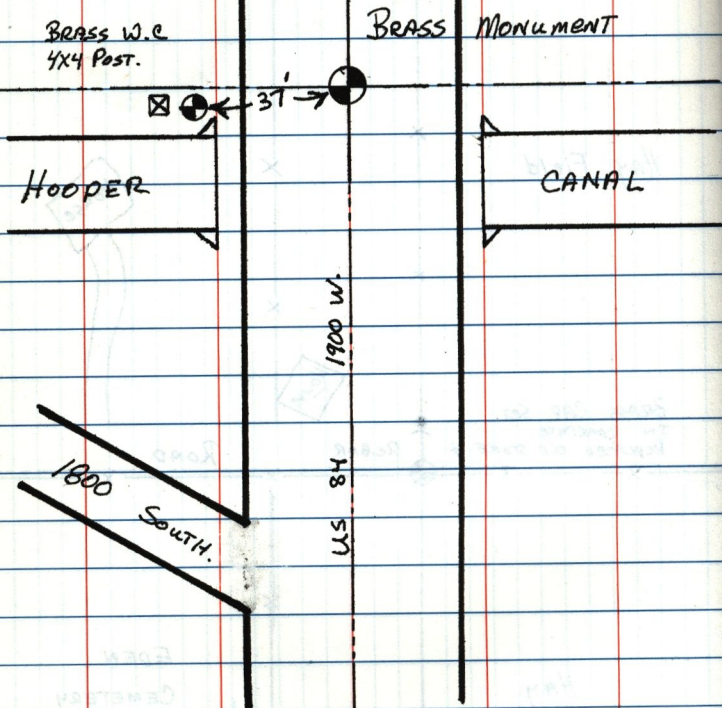 BRASS W.C
4X4 POST.
BRASS MONUMENT
37'
HOOPER
CANAL
1900 W.
US 84
1800 SOUTH.